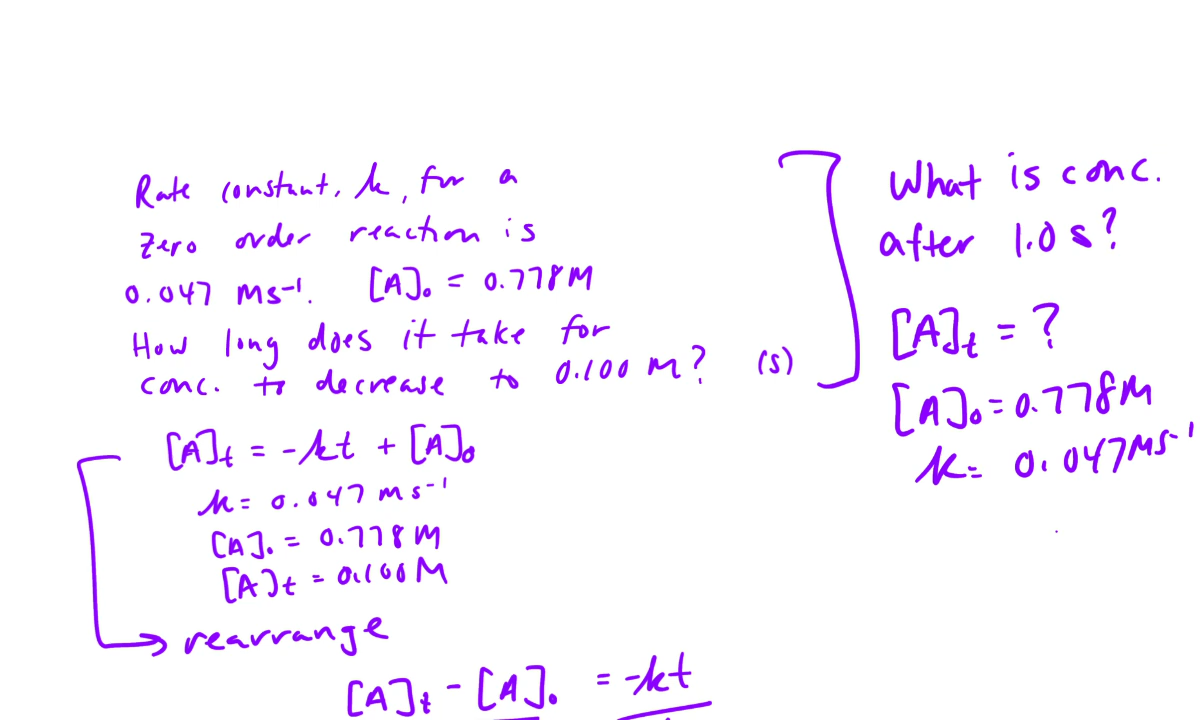 Rate constant, k, for a
zero order reaction is
0.047 Ms⁻¹. [A]₀ = 0.778M
How long does it take for
conc. to decrease to 0.100 M? (s)
[A]ₜ = -kt + [A]₀
k = 0.047 Ms⁻¹
[A]₀ = 0.778 M
[A]ₜ = 0.100 M
→ rearrange
[A]ₜ - [A]₀ = -kt
What is conc.
after 1.0 s?
[A]ₜ = ?
[A]₀ = 0.778M
k = 0.047 Ms⁻¹